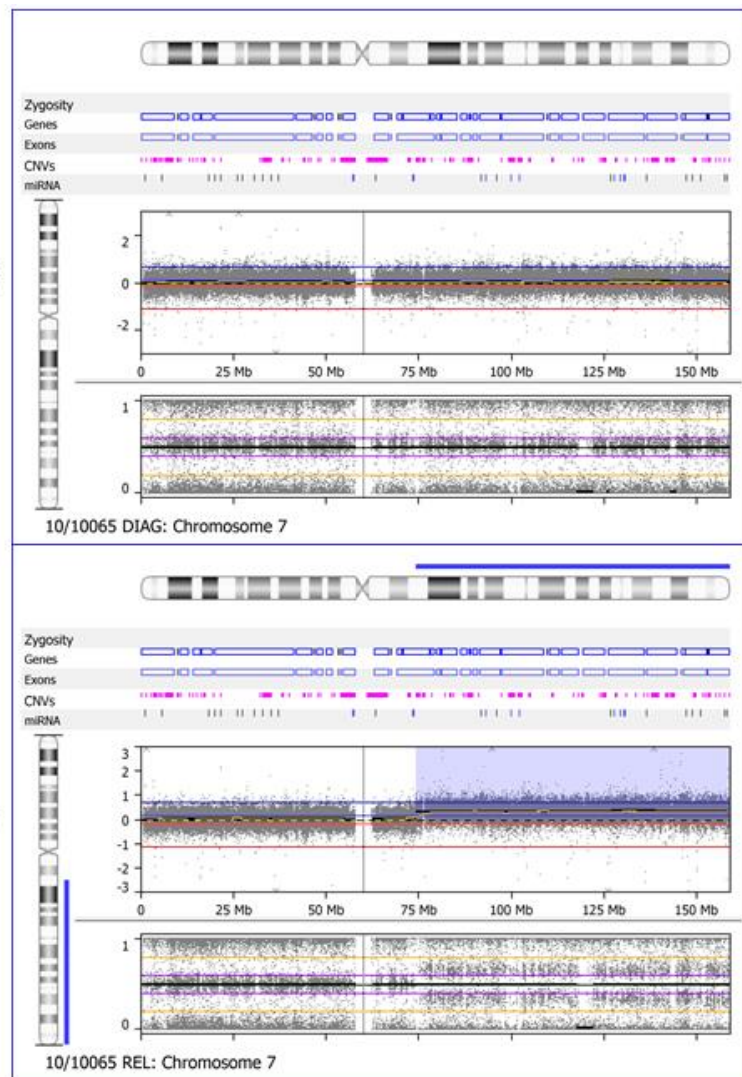 Zygosity
Genes
Exons
CNVs
miRNA
2
0
-2
0 25 Mb 50 Mb 75 Mb 100 Mb 125 Mb 150 Mb
1
0
10/10065 DIAG: Chromosome 7
Zygosity
Genes
Exons
CNVs
miRNA
3
2
1
0
-1
-2
-3
0 25 Mb 50 Mb 75 Mb 100 Mb 125 Mb 150 Mb
1
0
10/10065 REL: Chromosome 7